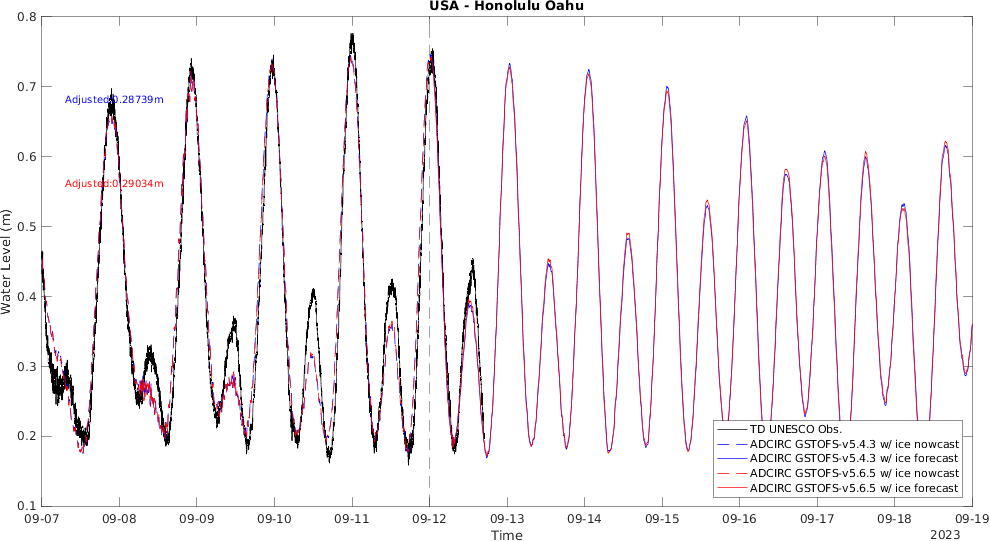 USA - Honolulu Oahu
0.8
0.7
0.6
0.5
0.4
0.3
0.2
0.1
Water Level (m)
Adjusted:0.28739m
Adjusted:0.29034m
TD UNESCO Obs.
ADCIRC GSTOFS-v5.4.3 w/ ice nowcast
ADCIRC GSTOFS-v5.4.3 w/ ice forecast
ADCIRC GSTOFS-v5.6.5 w/ ice nowcast
ADCIRC GSTOFS-v5.6.5 w/ ice forecast
09-07 09-08 09-09 09-10 09-11 09-12 09-13 09-14 09-15 09-16 09-17 09-18 09-19
Time
2023